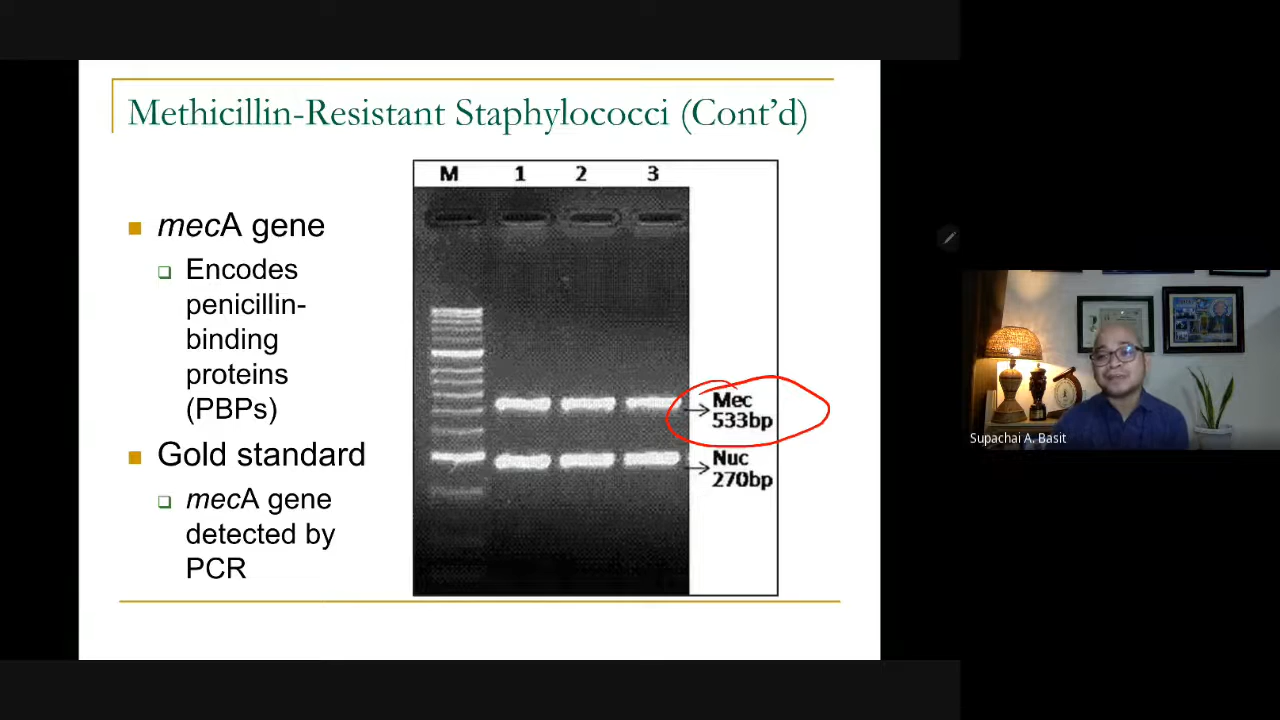 Methicillin-Resistant Staphylococci (Cont'd)
mecA gene
Encodes
penicillin-
binding
proteins
(PBPs)
Gold standard
mecA gene
detected by
PCR
M 1 2 3
Mec
533bp
Nuc
270bp
Supachai A. Basit